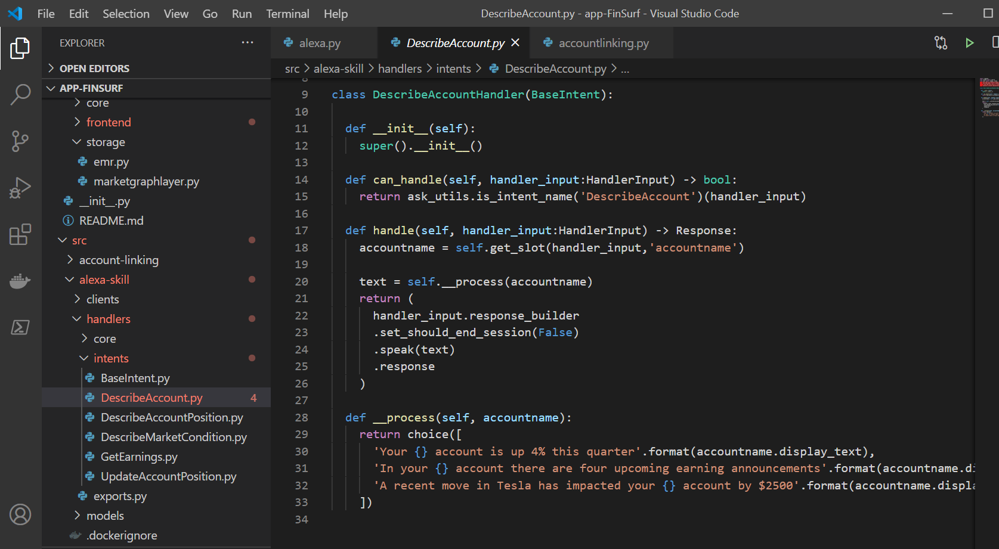 File Edit Selection View Go Run Terminal Help DescribeAccount.py - app-FinSurf - Visual Studio Code
EXPLORER ···
OPEN EDITORS
APP-FINSURF
core
frontend
storage
emr.py
marketgraphlayer.py
__init__.py
README.md
src
account-linking
alexa-skill
clients
handlers
core
intents
BaseIntent.py
DescribeAccount.py 4
DescribeAccountPosition.py
DescribeMarketCondition.py
GetEarnings.py
UpdateAccountPosition.py
exports.py
models
.dockerignore
alexa.py DescribeAccount.py accountlinking.py
src > alexa-skill > handlers > intents > DescribeAccount.py > ...
8
9 class DescribeAccountHandler(BaseIntent):
10
11 def __init__(self):
12 super().__init__()
13
14 def can_handle(self, handler_input:HandlerInput) -> bool:
15 return ask_utils.is_intent_name('DescribeAccount')(handler_input)
16
17 def handle(self, handler_input:HandlerInput) -> Response:
18 accountname = self.get_slot(handler_input,'accountname')
19
20 text = self.__process(accountname)
21 return (
22 handler_input.response_builder
23 .set_should_end_session(False)
24 .speak(text)
25 .response
26 )
27
28 def __process(self, accountname):
29 return choice([
30 'Your {} account is up 4% this quarter'.format(accountname.display_text),
31 'In your {} account there are four upcoming earning announcements'.format(accountname.di
32 'A recent move in Tesla has impacted your {} account by $2500'.format(accountname.displa
33 ])
34